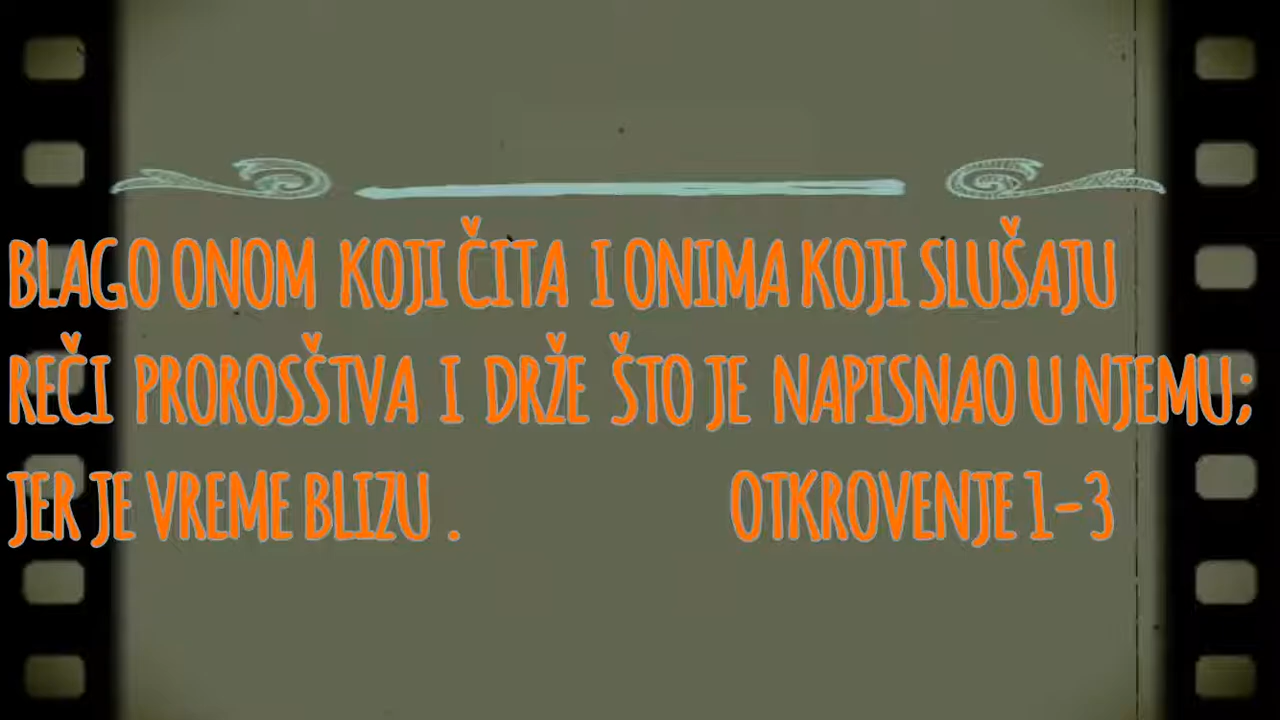 BLAGO ONOM KOJI ČITA I ONIMA KOJI SLUŠAJU
REČI PROROSŠTVA I DRŽE ŠTO JE NAPISNAO U NJEMU;
JER JE VREME BLIZU . OTKROVENJE 1-3